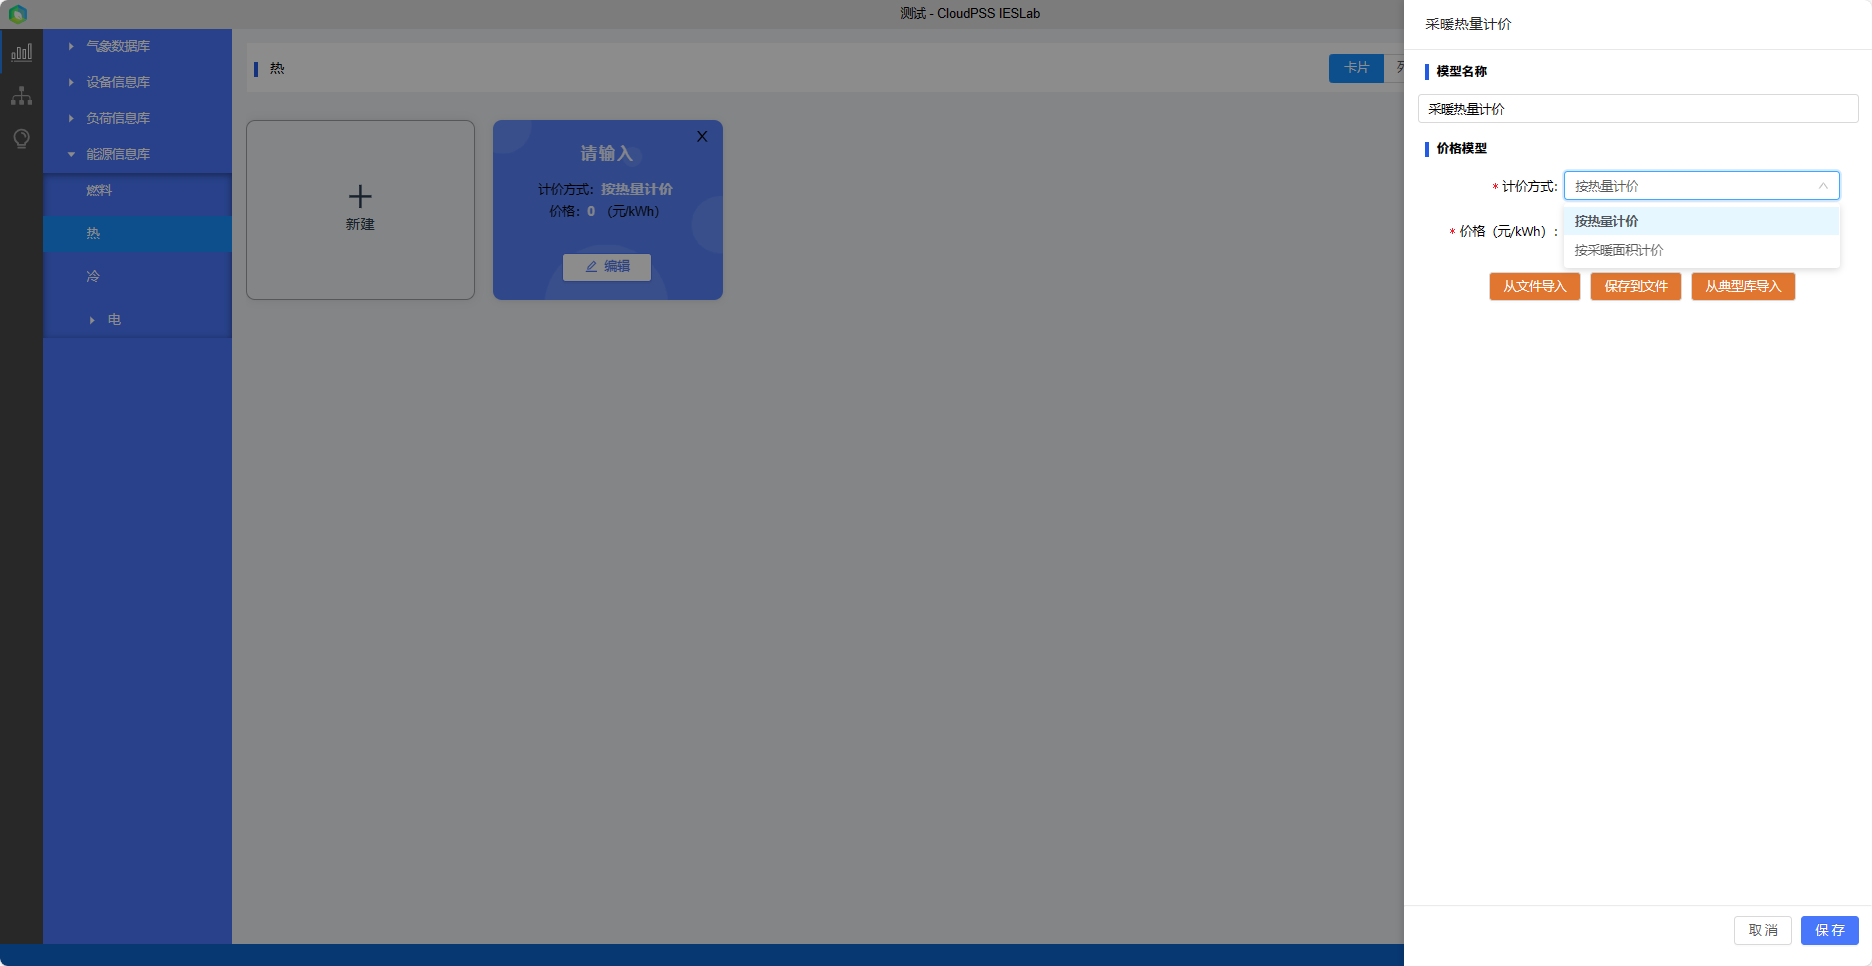 测试 - CloudPSS IESLab
气象数据库
设备信息库
负荷信息库
能源信息库
燃料
热
冷
电
热
卡片
新建
请输入
计价方式：按热量计价
价格：0 （元/kWh）
编辑
采暖热量计价
模型名称
采暖热量计价
价格模型
* 计价方式：
按热量计价
按热量计价
按采暖面积计价
* 价格（元/kWh）：
从文件导入
保存到文件
从典型库导入
取 消
保 存